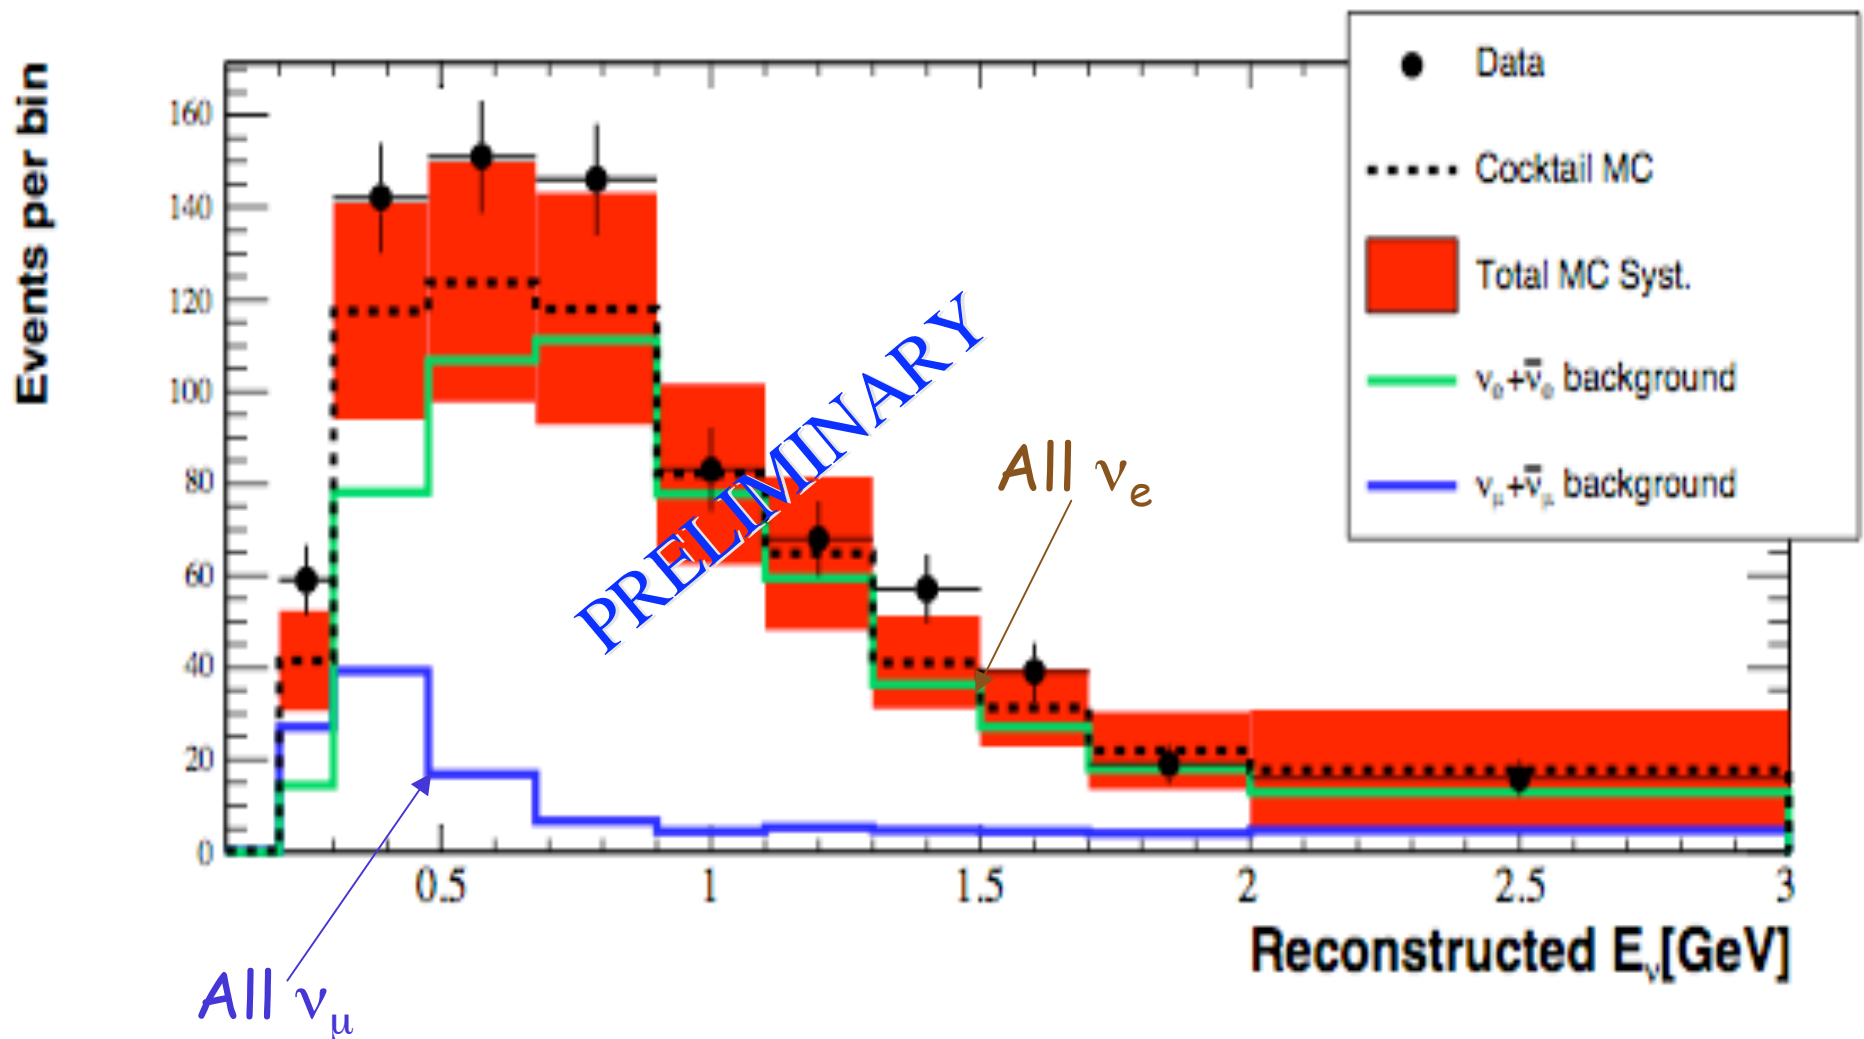 Events per bin
160
140
120
100
80
60
40
20
0
0.5 1 1.5 2 2.5 3
Reconstructed Eν[GeV]
Data
Cocktail MC
Total MC Syst.
νe+ν̄e background
νμ+ν̄μ background
PRELIMINARY
All νe
All νμ